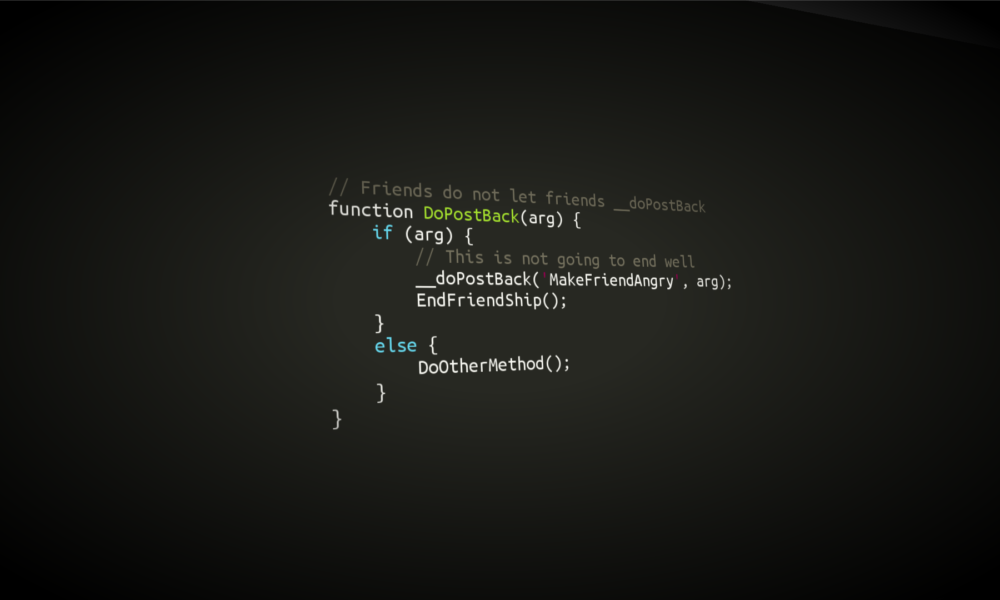 // Friends do not let friends __doPostBack
function DoPostBack(arg) {
if (arg) {
// This is not going to end well
__doPostBack('MakeFriendAngry', arg);
EndFriendShip();
}
else {
DoOtherMethod();
}
}